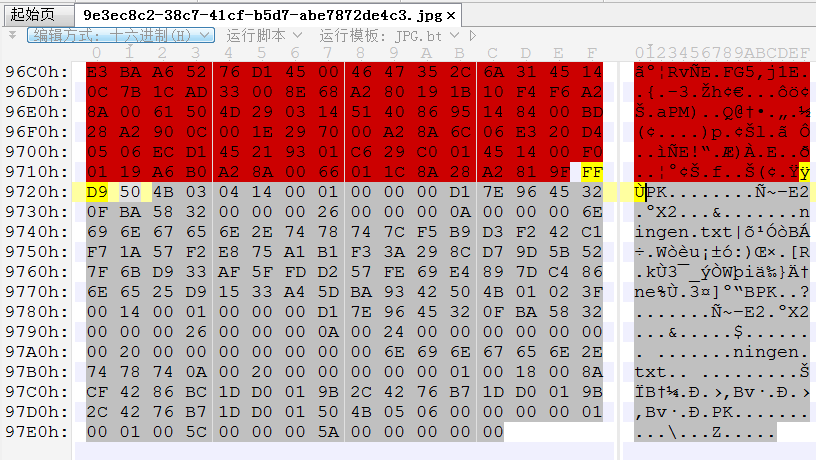 起始页 9e3ec8c2-38c7-41cf-b5d7-abe7872de4c3.jpg ×
编辑方式: 十六进制(H) 运行脚本 运行模板: JPG.bt
0 1 2 3 4 5 6 7 8 9 A B C D E F 0123456789ABCDEF
96C0h: E3 BA A6 52 76 D1 45 00 46 47 35 2C 6A 31 45 14 ãº¦RvÑE.FG5,j1E.
96D0h: 0C 7B 1C AD 33 00 8E 68 A2 80 19 1B 10 F4 F6 A2 .{.-3.Žh¢€...ôö¢
96E0h: 8A 00 61 50 4D 29 03 14 51 40 86 95 14 84 00 BD Š.aPM)..Q@†•.„.½
96F0h: 28 A2 90 0C 00 1E 29 70 00 A2 8A 6C 06 E3 20 D4 (¢....)p.¢Šl.ã Ô
9700h: 05 06 EC D1 45 21 93 01 C6 29 C0 01 45 14 00 F0 ..ìÑE!“.Æ)À.E..ð
9710h: 01 19 A6 B0 A2 8A 00 66 01 1C 8A 28 A2 81 9F FF ..¦°¢Š.f..Š(¢.Ÿÿ
9720h: D9 50 4B 03 04 14 00 01 00 00 00 D1 7E 96 45 32 ÙPK........Ñ~–E2
9730h: 0F BA 58 32 00 00 00 26 00 00 00 0A 00 00 00 6E .ºX2...&.......n
9740h: 69 6E 67 65 6E 2E 74 78 74 7C F5 B9 D3 F2 42 C1 ingen.txt|õ¹ÓòBÁ
9750h: F7 1A 57 F2 E8 75 A1 B1 F3 3A 29 8C D7 9D 5B 52 ÷.Wòèu¡±ó:)Œ×.[R
9760h: 7F 6B D9 33 AF 5F FD D2 57 FE 69 E4 89 7D C4 86 .kÙ3¯_ýÒWþiä‰}Ä†
9770h: 6E 65 25 D9 15 33 A4 5D BA 93 42 50 4B 01 02 3F ne%Ù.3¤]º“BPK..?
9780h: 00 14 00 01 00 00 00 D1 7E 96 45 32 0F BA 58 32 .......Ñ~–E2.ºX2
9790h: 00 00 00 26 00 00 00 0A 00 24 00 00 00 00 00 00 ...&.....$......
97A0h: 00 20 00 00 00 00 00 00 00 6E 69 6E 67 65 6E 2E . .......ningen.
97B0h: 74 78 74 0A 00 20 00 00 00 00 00 01 00 18 00 8A txt.. .........Š
97C0h: CF 42 86 BC 1D D0 01 9B 2C 42 76 B7 1D D0 01 9B ÏB†¼.Ð.›,Bv·.Ð.›
97D0h: 2C 42 76 B7 1D D0 01 50 4B 05 06 00 00 00 00 01 ,Bv·.Ð.PK.......
97E0h: 00 01 00 5C 00 00 00 5A 00 00 00 00 00 ...\...Z.....